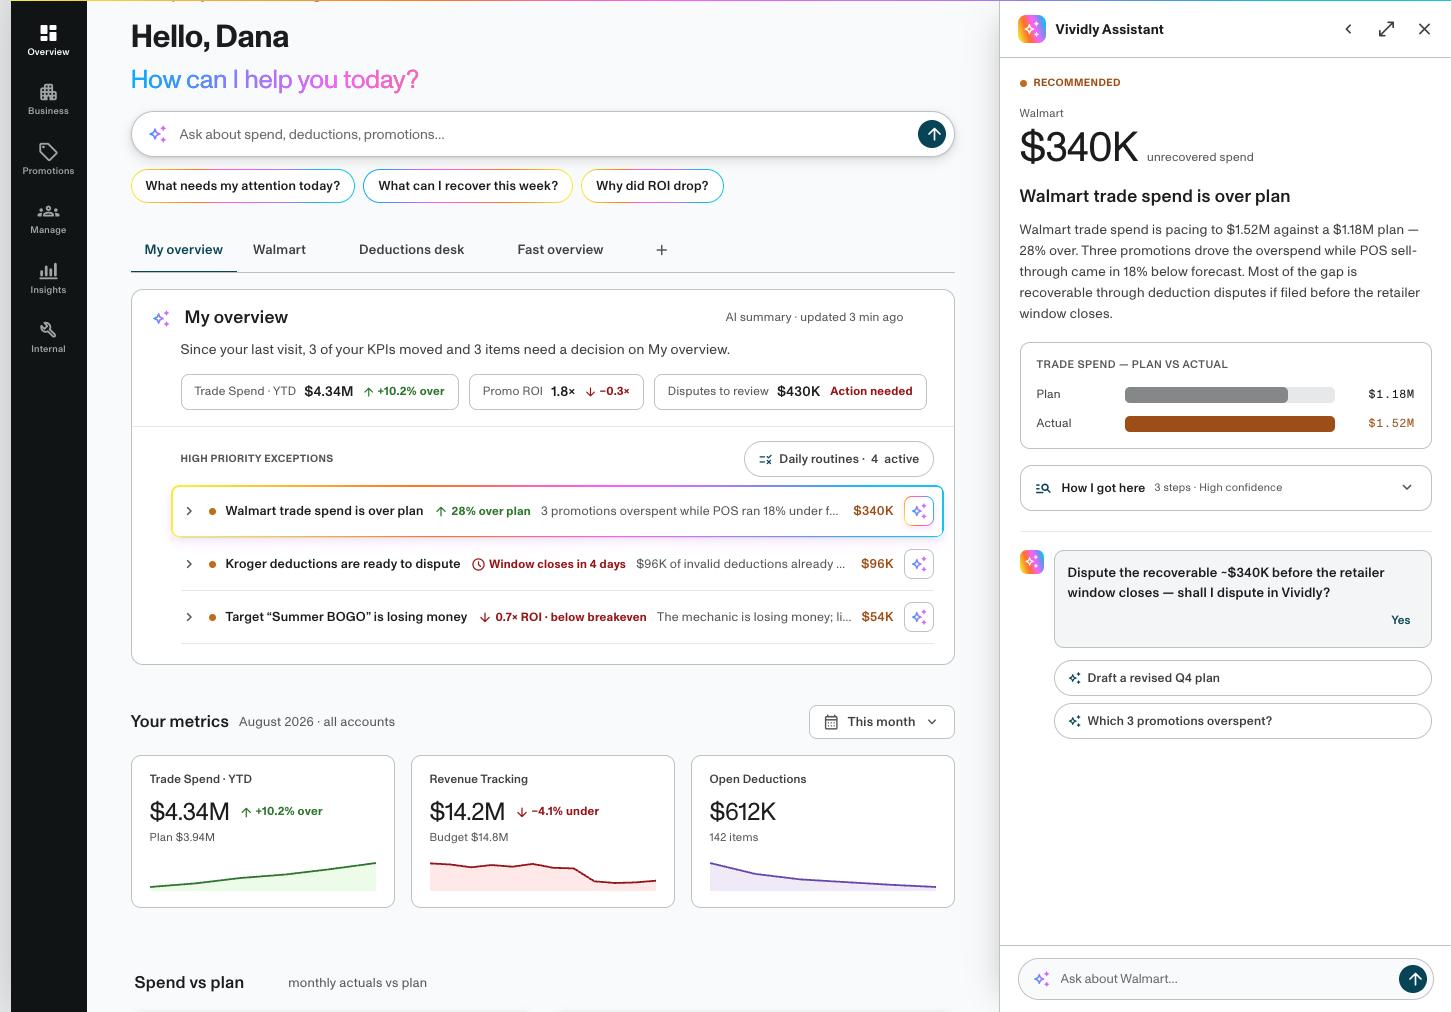 Overview
Business
Promotions
Manage
Insights
Internal
Hello, Dana
How can I help you today?
Ask about spend, deductions, promotions...
What needs my attention today?
What can I recover this week?
Why did ROI drop?
My overview
Walmart
Deductions desk
Fast overview
+
My overview
AI summary · updated 3 min ago
Since your last visit, 3 of your KPIs moved and 3 items need a decision on My overview.
Trade Spend · YTD $4.34M ↑ +10.2% over
Promo ROI 1.8× ↓ −0.3×
Disputes to review $430K Action needed
HIGH PRIORITY EXCEPTIONS
Daily routines · 4 active
Walmart trade spend is over plan ↑ 28% over plan 3 promotions overspent while POS ran 18% under f... $340K
Kroger deductions are ready to dispute Window closes in 4 days $96K of invalid deductions already ... $96K
Target “Summer BOGO” is losing money ↓ 0.7× ROI · below breakeven The mechanic is losing money; li... $54K
Your metrics August 2026 · all accounts
This month
Trade Spend · YTD
$4.34M ↑ +10.2% over
Plan $3.94M
Revenue Tracking
$14.2M ↓ −4.1% under
Budget $14.8M
Open Deductions
$612K
142 items
Spend vs plan monthly actuals vs plan
Vividly Assistant
RECOMMENDED
Walmart
$340K unrecovered spend
Walmart trade spend is over plan
Walmart trade spend is pacing to $1.52M against a $1.18M plan —
28% over. Three promotions drove the overspend while POS sell-
through came in 18% below forecast. Most of the gap is
recoverable through deduction disputes if filed before the retailer
window closes.
TRADE SPEND — PLAN VS ACTUAL
Plan $1.18M
Actual $1.52M
How I got here 3 steps · High confidence
Dispute the recoverable ~$340K before the retailer
window closes — shall I dispute in Vividly?
Yes
Draft a revised Q4 plan
Which 3 promotions overspent?
Ask about Walmart...